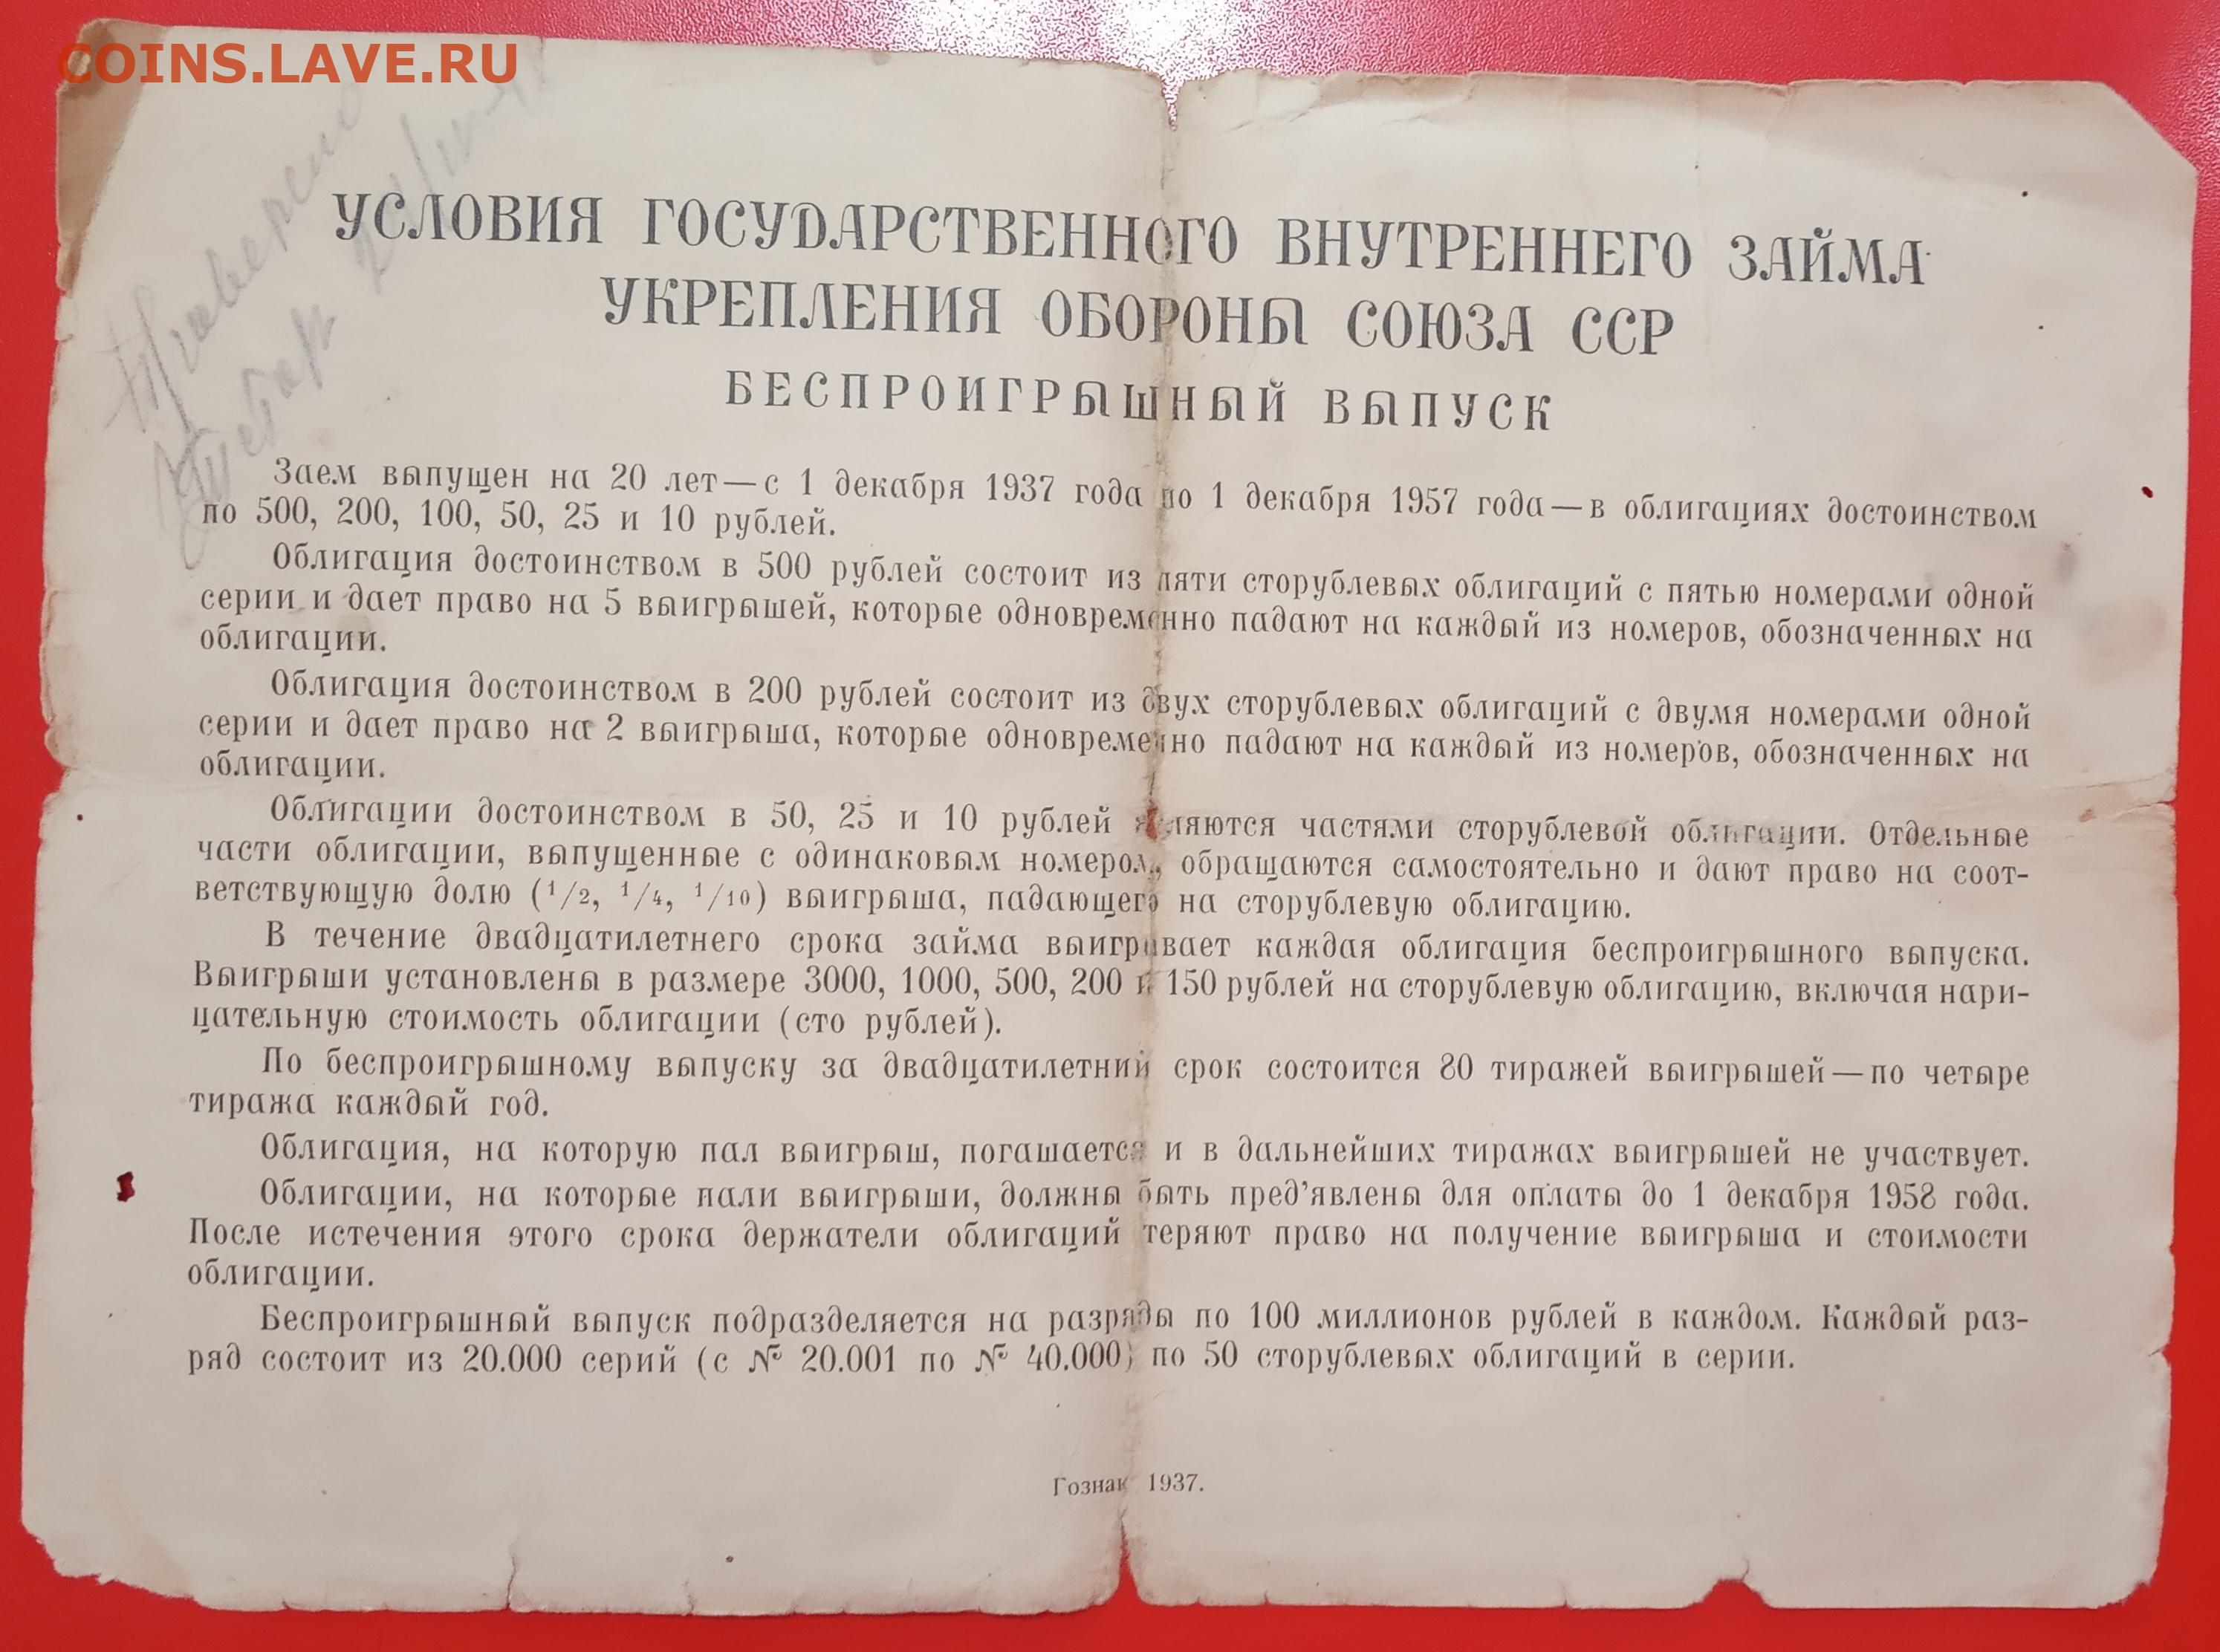 COINS.LAVE.RU
Проверено
УСЛОВИЯ ГОСУДАРСТВЕННОГО ВНУТРЕННЕГО ЗАЙМА
УКРЕПЛЕНИЯ ОБОРОНЫ СОЮЗА ССР
БЕСПРОИГРЫШНЫЙ ВЫПУСК
Заем выпущен на 20 лет—с 1 декабря 1937 года по 1 декабря 1957 года—в облигациях достоинством
по 500, 200, 100, 50, 25 и 10 рублей.
Облигация достоинством в 500 рублей состоит из пяти сторублевых облигаций с пятью номерами одной
серии и дает право на 5 выигрышей, которые одновременно падают на каждый из номеров, обозначенных на
облигации.
Облигация достоинством в 200 рублей состоит из двух сторублевых облигаций с двумя номерами одной
серии и дает право на 2 выигрыша, которые одновременно падают на каждый из номеров, обозначенных на
облигации.
Облигации достоинством в 50, 25 и 10 рублей являются частями сторублевой облигации. Отдельные
части облигации, выпущенные с одинаковым номером, обращаются самостоятельно и дают право на соот-
ветствующую долю (1/2, 1/4, 1/10) выигрыша, падающего на сторублевую облигацию.
В течение двадцатилетнего срока займа выигрывает каждая облигация беспроигрышного выпуска.
Выигрыши установлены в размере 3000, 1000, 500, 200 и 150 рублей на сторублевую облигацию, включая нари-
цательную стоимость облигации (сто рублей).
По беспроигрышному выпуску за двадцатилетний срок состоится 80 тиражей выигрышей—по четыре
тиража каждый год.
Облигация, на которую пал выигрыш, погашается и в дальнейших тиражах выигрышей не участвует.
Облигации, на которые пали выигрыши, должны быть пред'явлены для оплаты до 1 декабря 1958 года.
После истечения этого срока держатели облигаций теряют право на получение выигрыша и стоимости
облигации.
Беспроигрышный выпуск подразделяется на разряды по 100 миллионов рублей в каждом. Каждый раз-
ряд состоит из 20.000 серий (с № 20.001 по № 40.000) по 50 сторублевых облигаций в серии.
Гознак 1937.